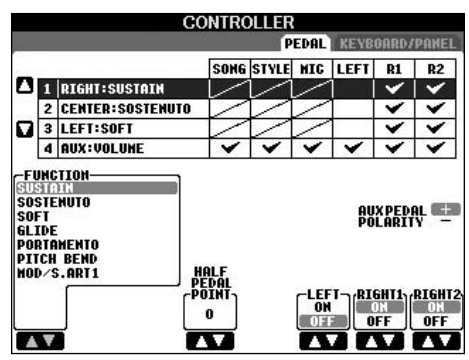 CONTROLLER
PEDAL KEYBOARD/PANEL
SONG STYLE MIC LEFT R1 R2
1 RIGHT:SUSTAIN
2 CENTER:SOSTENUTO
3 LEFT:SOFT
4 AUX:VOLUME
FUNCTION
SUSTAIN
SOSTENUTO
SOFT
GLIDE
PORTAMENTO
PITCH BEND
MOD/S.ART1
AUXPEDAL +
POLARITY −
HALF
PEDAL
POINT
0
LEFT RIGHT1 RIGHT2
ON ON ON
OFF OFF OFF